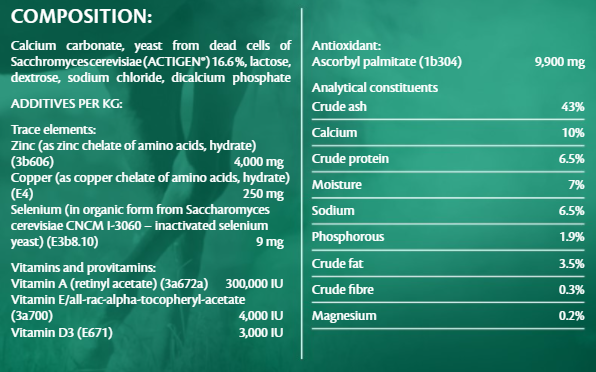 COMPOSITION:
Calcium carbonate, yeast from dead cells of
Saccharomyces cerevisiae (ACTIGEN®) 16.6%, lactose,
dextrose, sodium chloride, dicalcium phosphate
ADDITIVES PER KG:
Trace elements:
Zinc (as zinc chelate of amino acids, hydrate)
(3b606) 4,000 mg
Copper (as copper chelate of amino acids, hydrate)
(E4) 250 mg
Selenium (in organic form from Saccharomyces
cerevisiae CNCM I-3060 – inactivated selenium
yeast) (E3b8.10) 9 mg
Vitamins and provitamins:
Vitamin A (retinyl acetate) (3a672a) 300,000 IU
Vitamin E/all-rac-alpha-tocopheryl-acetate
(3a700) 4,000 IU
Vitamin D3 (E671) 3,000 IU
Antioxidant:
Ascorbyl palmitate (1b304) 9,900 mg
Analytical constituents
Crude ash 43%
Calcium 10%
Crude protein 6.5%
Moisture 7%
Sodium 6.5%
Phosphorous 1.9%
Crude fat 3.5%
Crude fibre 0.3%
Magnesium 0.2%